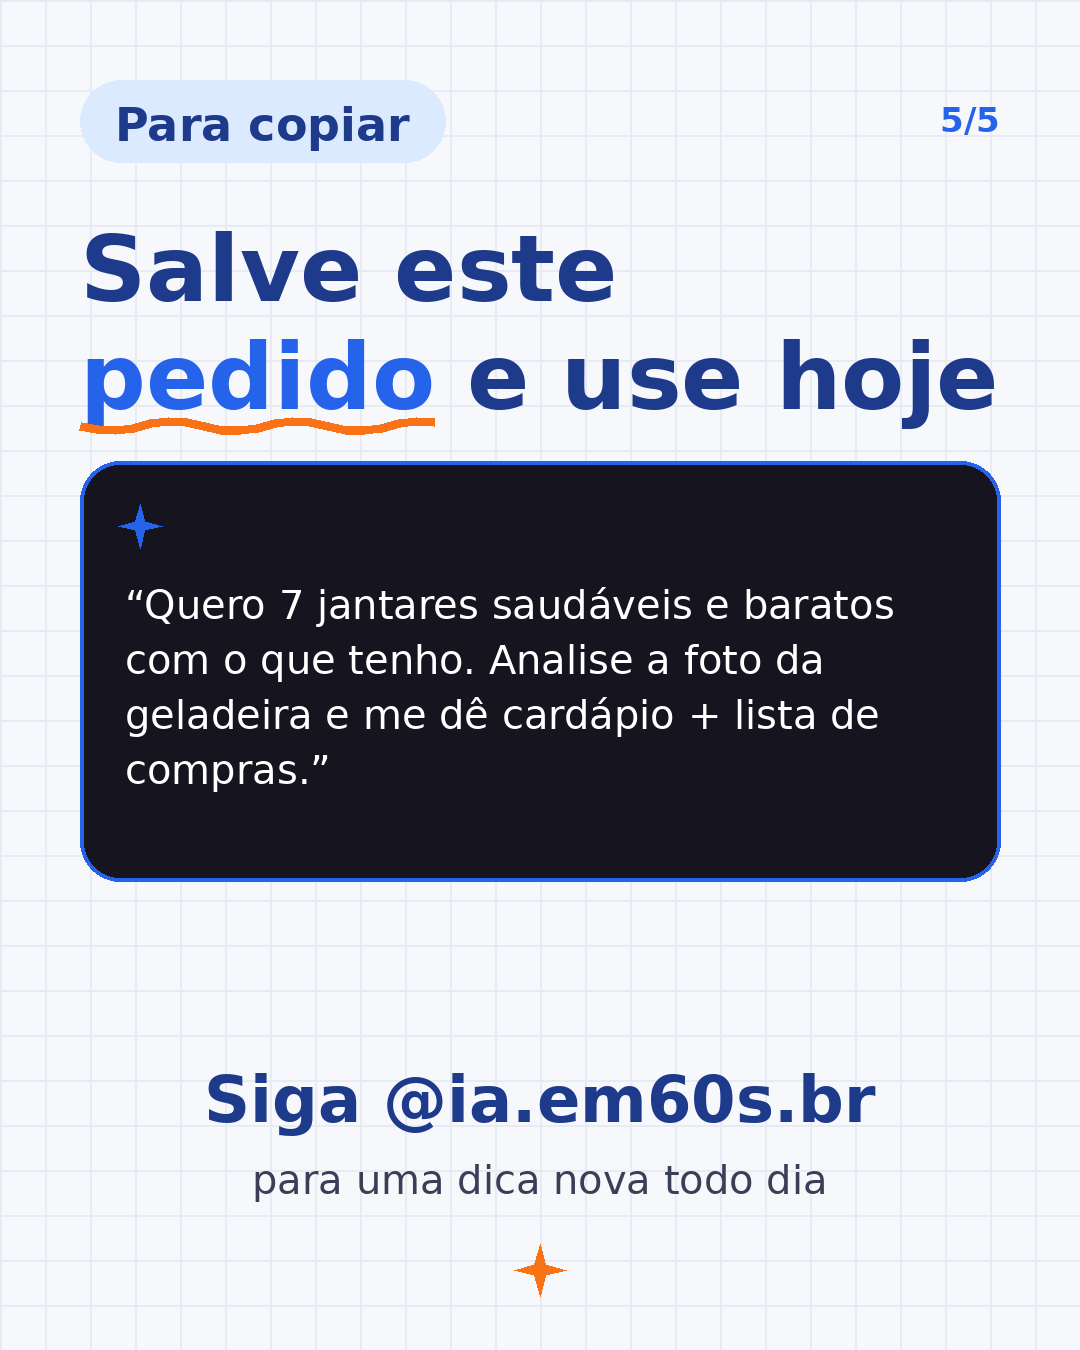 Para copiar
5/5
Salve este
pedido e use hoje
“Quero 7 jantares saudáveis e baratos
com o que tenho. Analise a foto da
geladeira e me dê cardápio + lista de
compras.”
Siga @ia.em60s.br
para uma dica nova todo dia